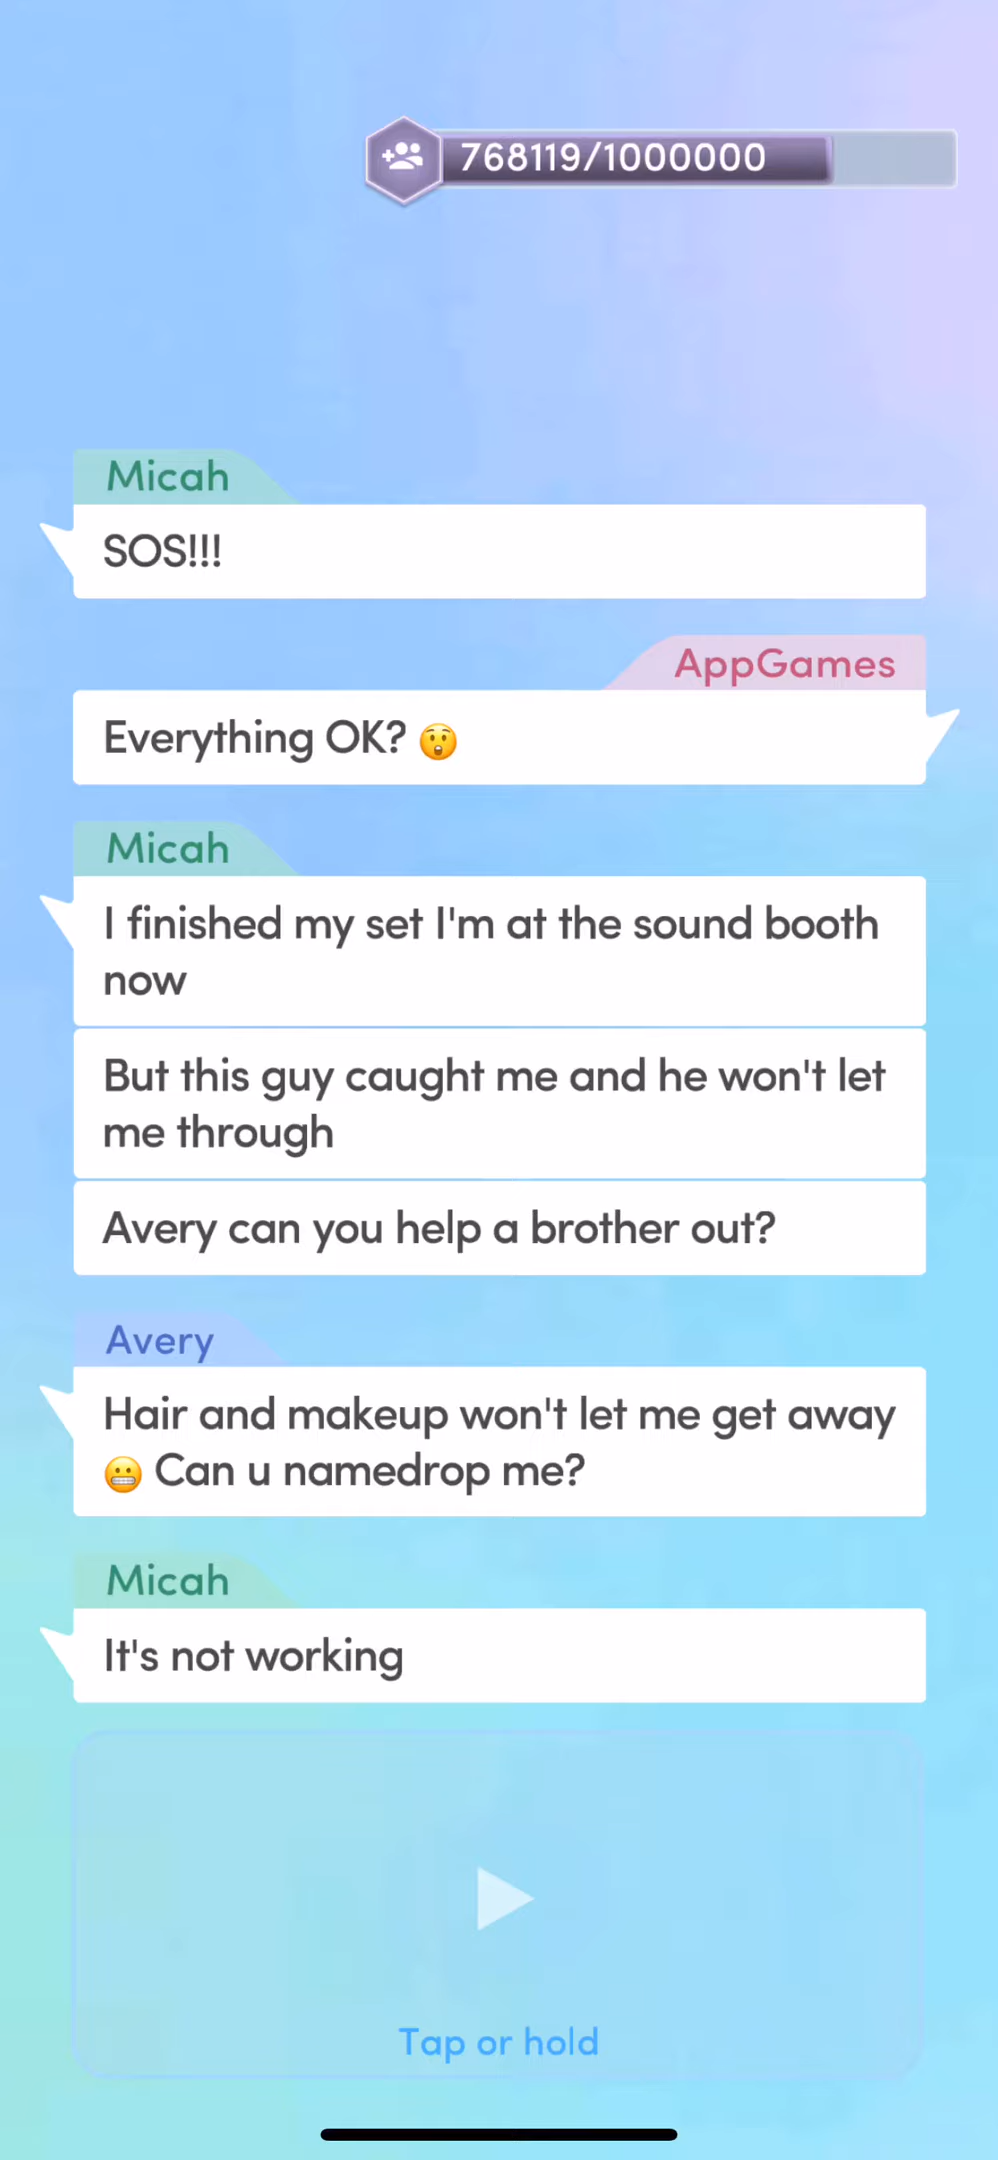 768119/1000000
Micah
SOS!!!
AppGames
Everything OK? 😲
Micah
I finished my set I'm at the sound booth
now
But this guy caught me and he won't let
me through
Avery can you help a brother out?
Avery
Hair and makeup won't let me get away
😬 Can u namedrop me?
Micah
It's not working
Tap or hold